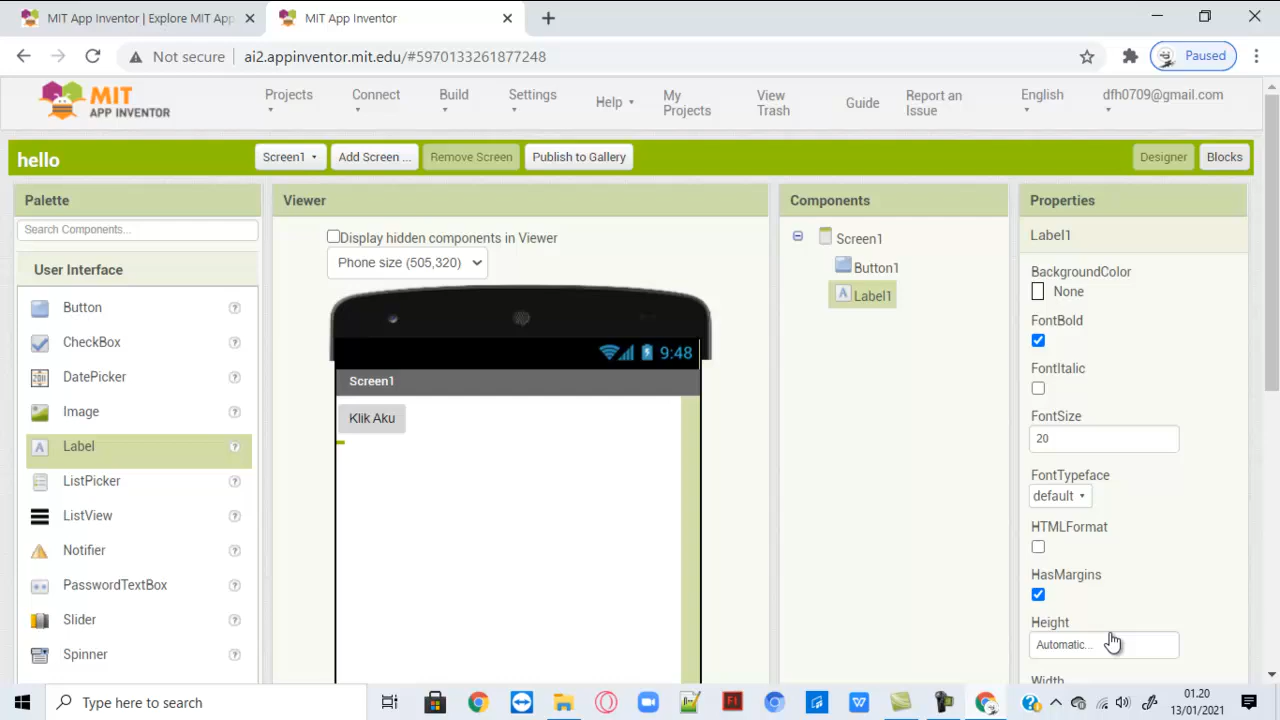 MIT App Inventor | Explore MIT App
MIT App Inventor
Not secure
ai2.appinventor.mit.edu/#5970133261877248
Paused
MIT
APP INVENTOR
Projects
Connect
Build
Settings
Help
My
Projects
View
Trash
Guide
Report an
Issue
English
dfh0709@gmail.com
hello
Screen1
Add Screen ...
Remove Screen
Publish to Gallery
Designer
Blocks
Palette
Search Components...
User Interface
Button
CheckBox
DatePicker
Image
Label
ListPicker
ListView
Notifier
PasswordTextBox
Slider
Spinner
Viewer
Display hidden components in Viewer
Phone size (505,320)
9:48
Screen1
Klik Aku
Components
Screen1
Button1
Label1
Properties
Label1
BackgroundColor
None
FontBold
FontItalic
FontSize
20
FontTypeface
default
HTMLFormat
HasMargins
Height
Automatic...
Width
Type here to search
01.20
13/01/2021